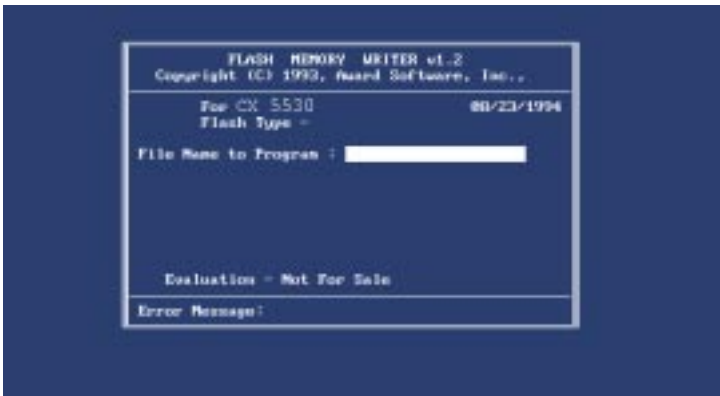 FLASH MEMORY WRITER v1.2
Copyright (C) 1993, Award Software, Inc.,
For CX 5530 08/23/1994
Flash Type -
File Name to Program :
Evaluation - Not For Sale
Error Message: